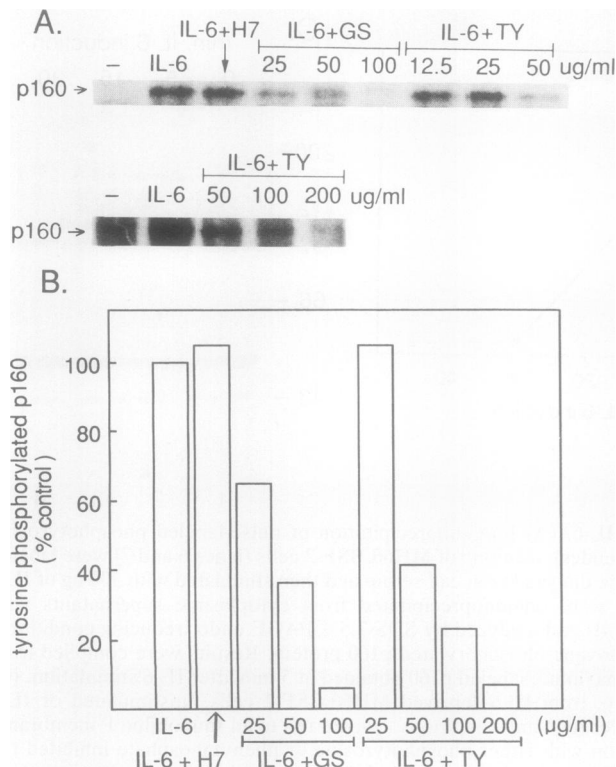 A.
IL-6+H7 IL-6+GS IL-6+TY
– IL-6 25 50 100 12.5 25 50 ug/ml
p160
IL-6+TY
– IL-6 50 100 200 ug/ml
p160
B.
tyrosine phosphorylated p160
(% control)
100
80
60
40
20
IL-6 25 50 100 25 50 100 200 (μg/ml)
IL-6 + H7 IL-6 +GS IL-6 + TY